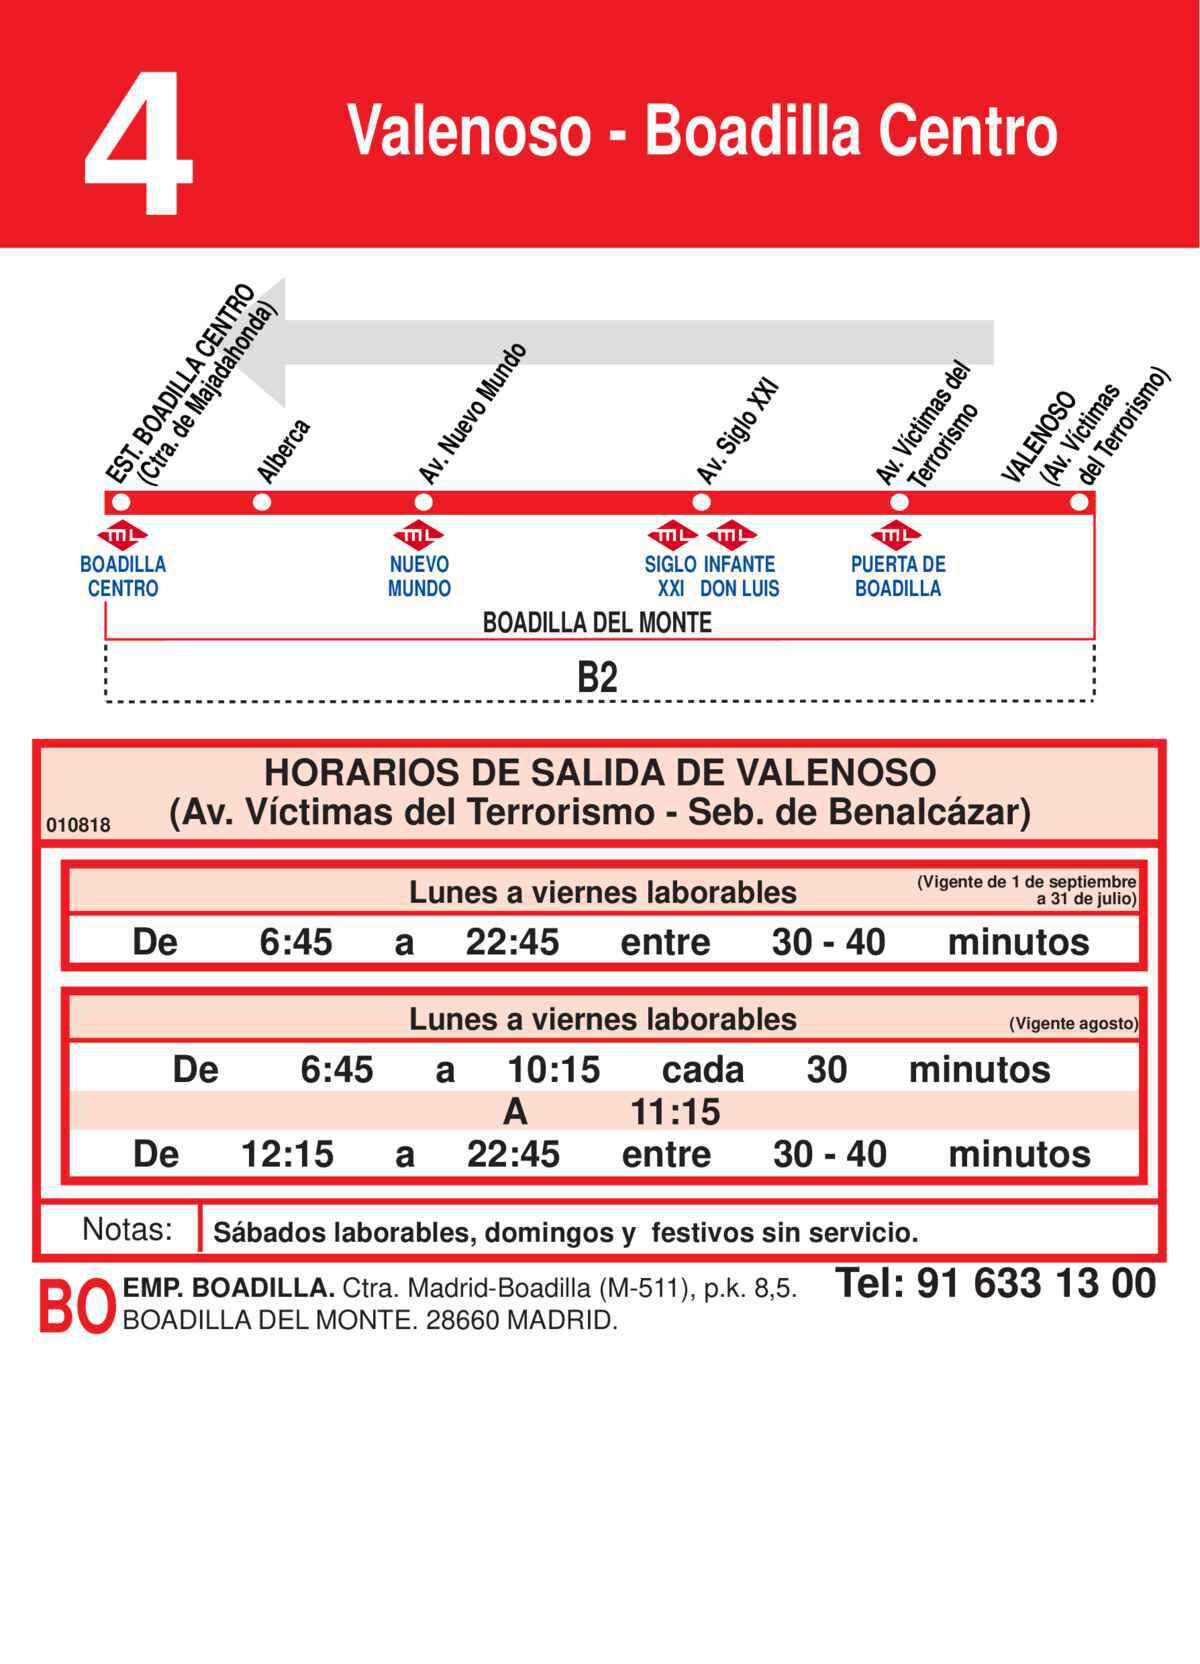 4
Valenoso - Boadilla Centro
EST. BOADILLA CENTRO
(Ctra. de Majadahonda)
Alberca
Av. Nuevo Mundo
Av. Siglo XXI
Av. Víctimas del
Terrorismo
VALENOSO
(Av. Víctimas
del Terrorismo)
ML
BOADILLA
CENTRO
ML
NUEVO
MUNDO
ML
SIGLO
XXI
ML
INFANTE
DON LUIS
ML
PUERTA DE
BOADILLA
BOADILLA DEL MONTE
B2
HORARIOS DE SALIDA DE VALENOSO
(Av. Víctimas del Terrorismo - Seb. de Benalcázar)
010818
Lunes a viernes laborables
(Vigente de 1 de septiembre
a 31 de julio)
De 6:45 a 22:45 entre 30 - 40 minutos
Lunes a viernes laborables (Vigente agosto)
De 6:45 a 10:15 cada 30 minutos
A 11:15
De 12:15 a 22:45 entre 30 - 40 minutos
Notas: Sábados laborables, domingos y festivos sin servicio.
BO
EMP. BOADILLA. Ctra. Madrid-Boadilla (M-511), p.k. 8,5.
BOADILLA DEL MONTE. 28660 MADRID.
Tel: 91 633 13 00